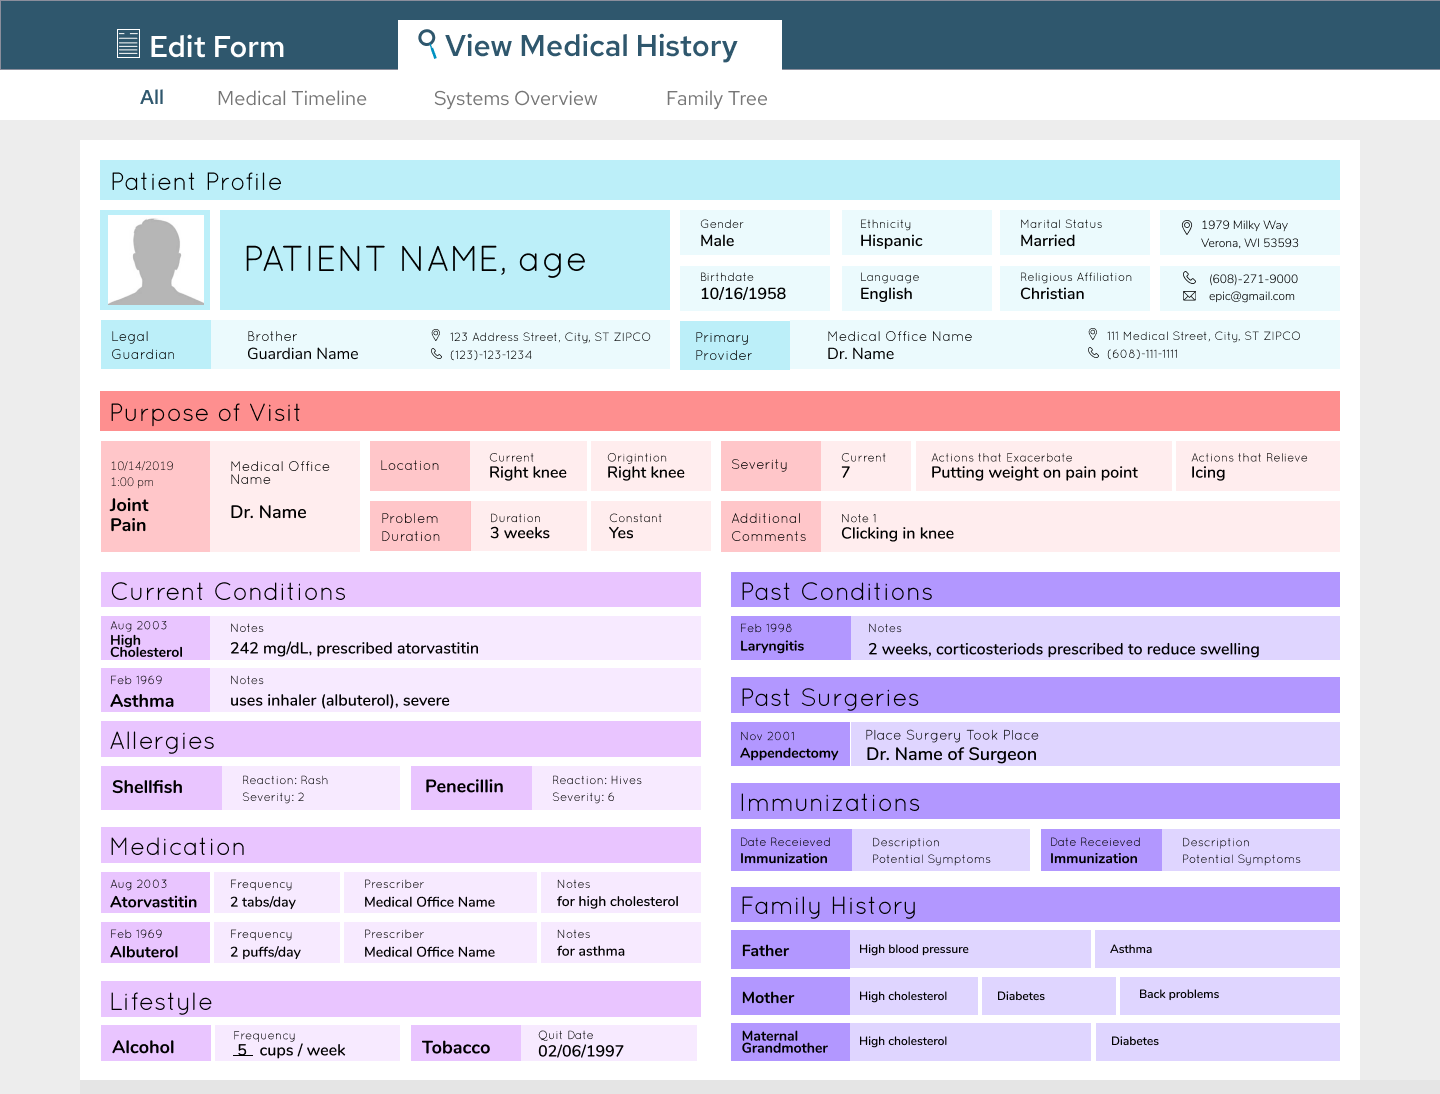 Edit Form
View Medical History
All
Medical Timeline
Systems Overview
Family Tree
Patient Profile
PATIENT NAME, age
Gender
Male
Ethnicity
Hispanic
Marital Status
Married
1979 Milky Way
Verona, WI 53593
Birthdate
10/16/1958
Language
English
Religious Affiliation
Christian
(608)-271-9000
epic@gmail.com
Legal
Guardian
Brother
Guardian Name
123 Address Street, City, ST ZIPCO
(123)-123-1234
Primary
Provider
Medical Office Name
Dr. Name
111 Medical Street, City, ST ZIPCO
(608)-111-1111
Purpose of Visit
10/14/2019
1:00 pm
Joint
Pain
Medical Office
Name
Dr. Name
Location
Current
Right knee
Origintion
Right knee
Severity
Current
7
Actions that Exacerbate
Putting weight on pain point
Actions that Relieve
Icing
Problem
Duration
Duration
3 weeks
Constant
Yes
Additional
Comments
Note 1
Clicking in knee
Current Conditions
Aug 2003
High
Cholesterol
Notes
242 mg/dL, prescribed atorvastitin
Feb 1969
Asthma
Notes
uses inhaler (albuterol), severe
Allergies
Shellfish
Reaction: Rash
Severity: 2
Penecillin
Reaction: Hives
Severity: 6
Medication
Aug 2003
Atorvastitin
Frequency
2 tabs/day
Prescriber
Medical Office Name
Notes
for high cholesterol
Feb 1969
Albuterol
Frequency
2 puffs/day
Prescriber
Medical Office Name
Notes
for asthma
Lifestyle
Alcohol
Frequency
5 cups / week
Tobacco
Quit Date
02/06/1997
Past Conditions
Feb 1998
Laryngitis
Notes
2 weeks, corticosteriods prescribed to reduce swelling
Past Surgeries
Nov 2001
Appendectomy
Place Surgery Took Place
Dr. Name of Surgeon
Immunizations
Date Receieved
Immunization
Description
Potential Symptoms
Date Receieved
Immunization
Description
Potential Symptoms
Family History
Father
High blood pressure
Asthma
Mother
High cholesterol
Diabetes
Back problems
Maternal
Grandmother
High cholesterol
Diabetes